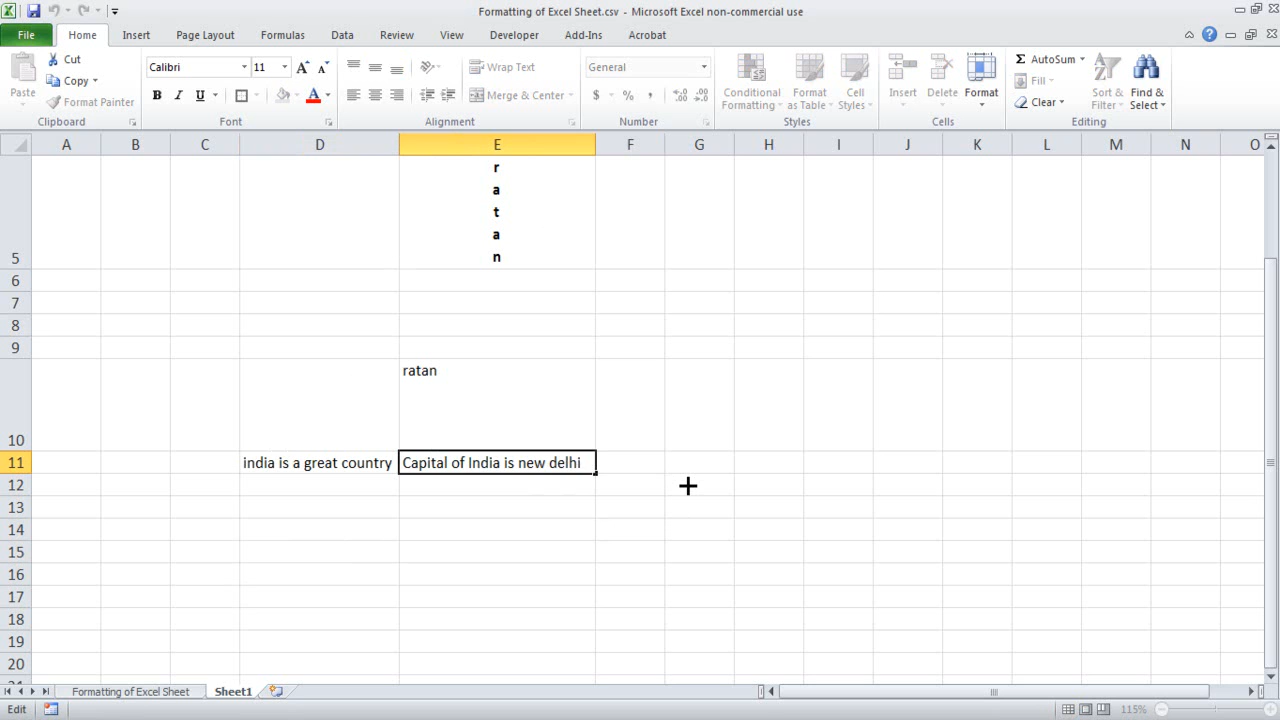 Formatting of Excel Sheet.csv - Microsoft Excel non-commercial use
File Home Insert Page Layout Formulas Data Review View Developer Add-Ins Acrobat
Paste
Cut
Copy
Format Painter
Clipboard
Calibri 11
B I U
Font
Wrap Text
Merge & Center
Alignment
General
$ % ,
Number
Conditional Formatting
Format as Table
Cell Styles
Styles
Insert
Delete
Format
Cells
AutoSum
Fill
Clear
Sort & Filter
Find & Select
Editing
A B C D E F G H I J K L M N O
r
a
t
a
5 n
6
7
8
9
ratan
10
11 india is a great country Capital of India is new delhi
12
13
14
15
16
17
18
19
20
Formatting of Excel Sheet Sheet1
Edit 115%